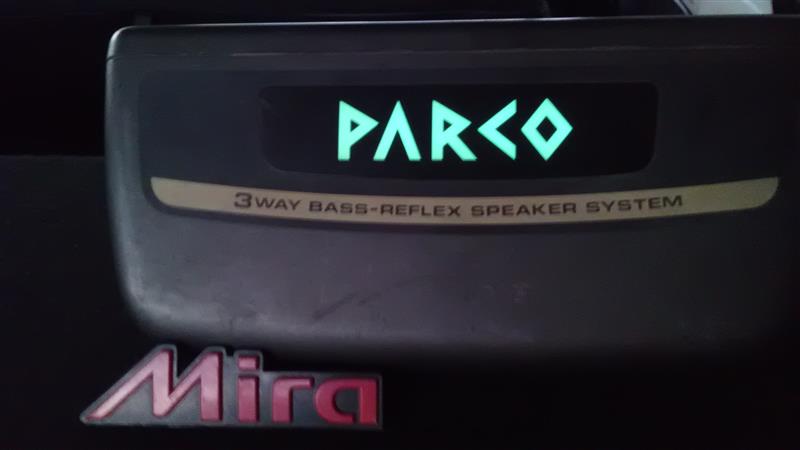 PARCO
3WAY BASS-REFLEX SPEAKER SYSTEM
Mira